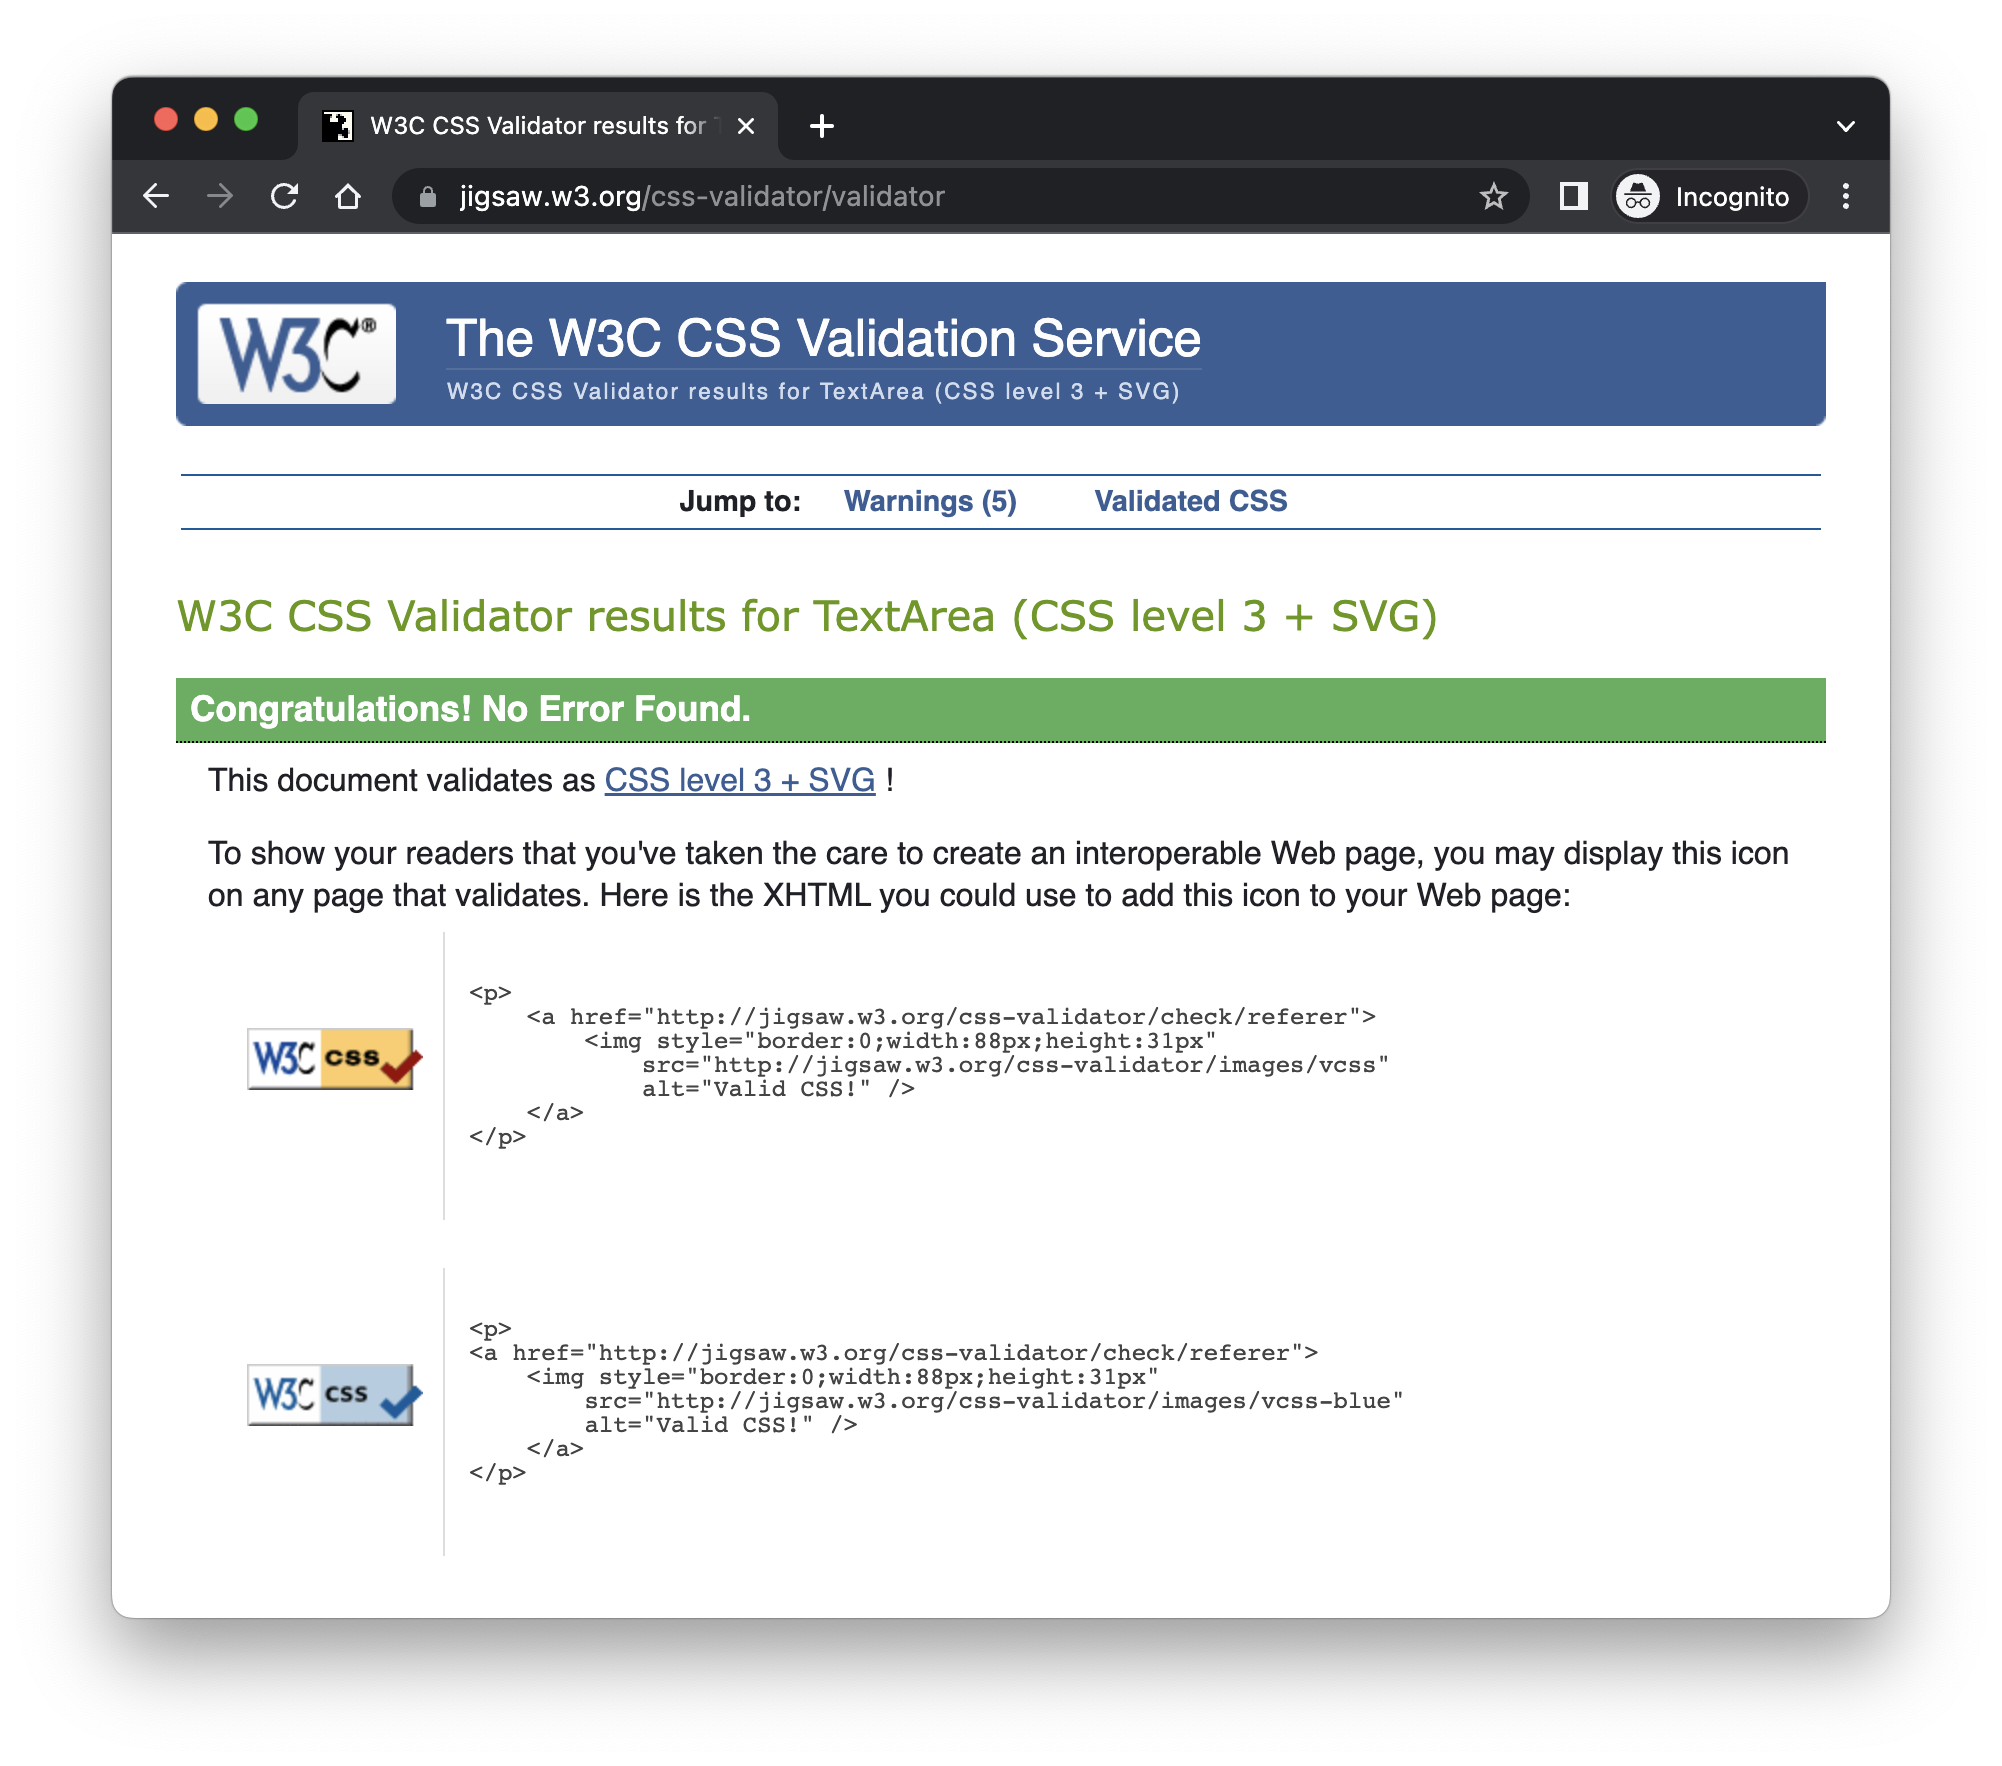 W3C CSS Validator results for
jigsaw.w3.org/css-validator/validator
Incognito
W3C®
The W3C CSS Validation Service
W3C CSS Validator results for TextArea (CSS level 3 + SVG)
Jump to: Warnings (5) Validated CSS
W3C CSS Validator results for TextArea (CSS level 3 + SVG)
Congratulations! No Error Found.
This document validates as CSS level 3 + SVG !
To show your readers that you've taken the care to create an interoperable Web page, you may display this icon
on any page that validates. Here is the XHTML you could use to add this icon to your Web page:
W3C css
<p>
    <a href="http://jigsaw.w3.org/css-validator/check/referer">
        <img style="border:0;width:88px;height:31px"
            src="http://jigsaw.w3.org/css-validator/images/vcss"
            alt="Valid CSS!" />
    </a>
</p>
W3C css
<p>
<a href="http://jigsaw.w3.org/css-validator/check/referer">
    <img style="border:0;width:88px;height:31px"
        src="http://jigsaw.w3.org/css-validator/images/vcss-blue"
        alt="Valid CSS!" />
    </a>
</p>